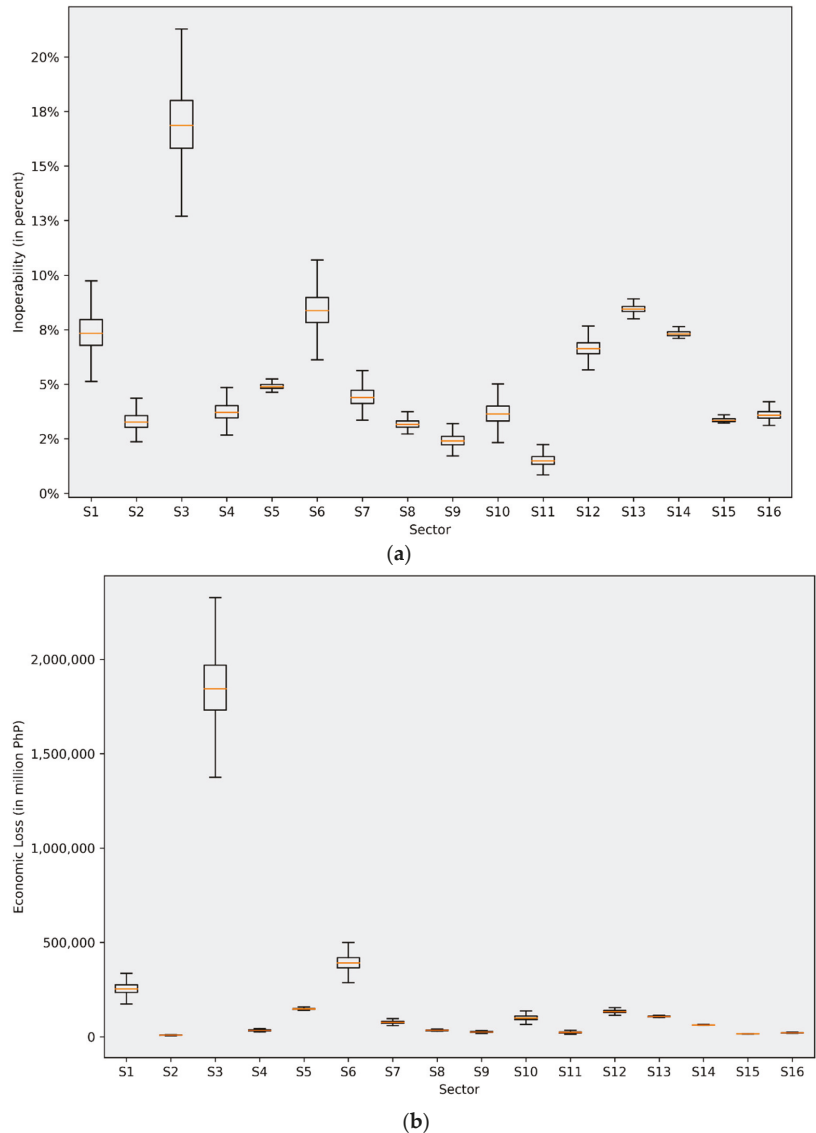 20%
18%
15%
13%
10%
8%
5%
2%
0%
Inoperability (in percent)
S1 S2 S3 S4 S5 S6 S7 S8 S9 S10 S11 S12 S13 S14 S15 S16
Sector
(a)
2,000,000
1,500,000
1,000,000
500,000
0
Economic Loss (in million PhP)
S1 S2 S3 S4 S5 S6 S7 S8 S9 S10 S11 S12 S13 S14 S15 S16
Sector
(b)